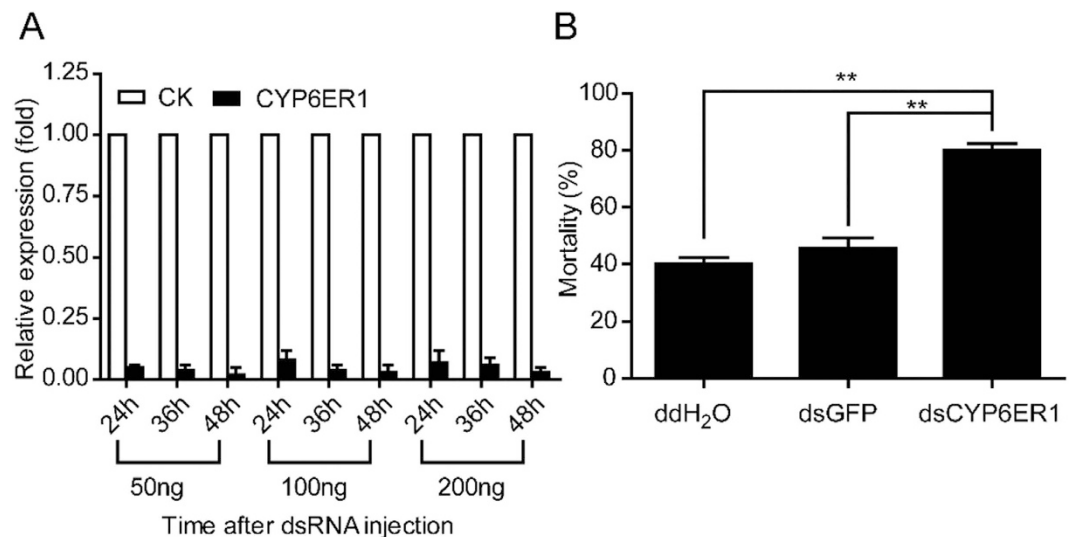 A
Relative expression (fold)
1.25
1.00
0.75
0.50
0.25
0.00
CK CYP6ER1
24h 36h 48h 24h 36h 48h 24h 36h 48h
50ng 100ng 200ng
Time after dsRNA injection
B
Mortality (%)
100
80
60
40
20
0
**
**
ddH₂O dsGFP dsCYP6ER1